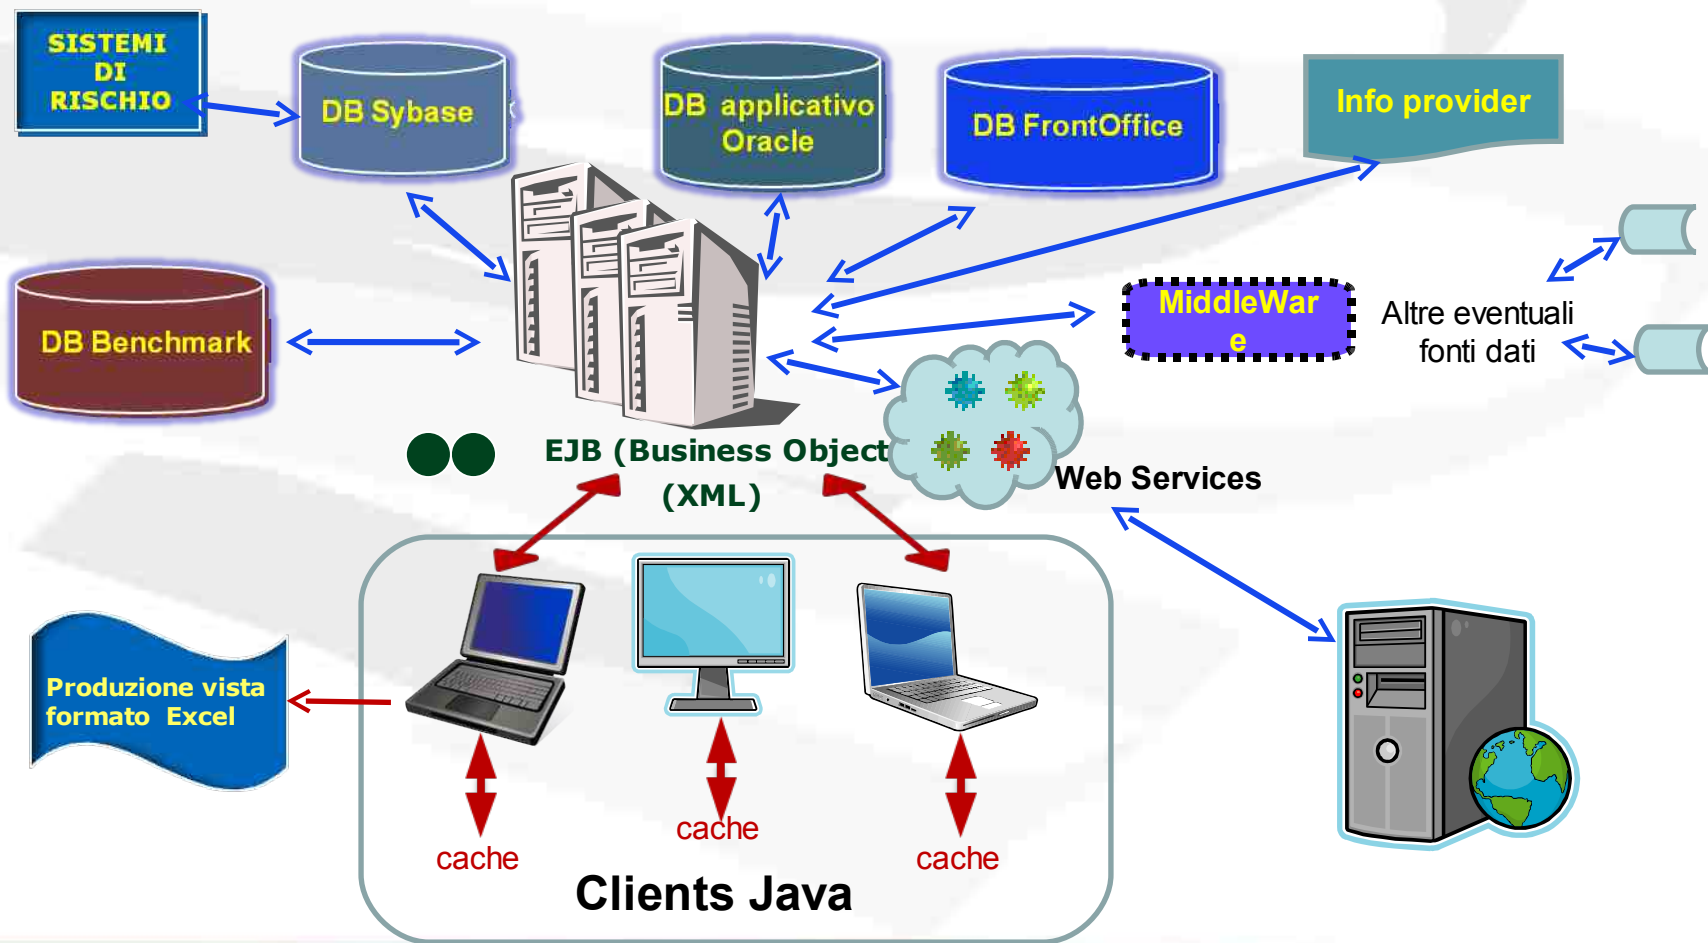 SISTEMI
DI
RISCHIO
DB Sybase
DB applicativo
Oracle
DB FrontOffice
Info provider
DB Benchmark
MiddleWar
e
Altre eventuali
fonti dati
EJB (Business Object
(XML)
Web Services
Produzione vista
formato Excel
cache
cache
cache
Clients Java